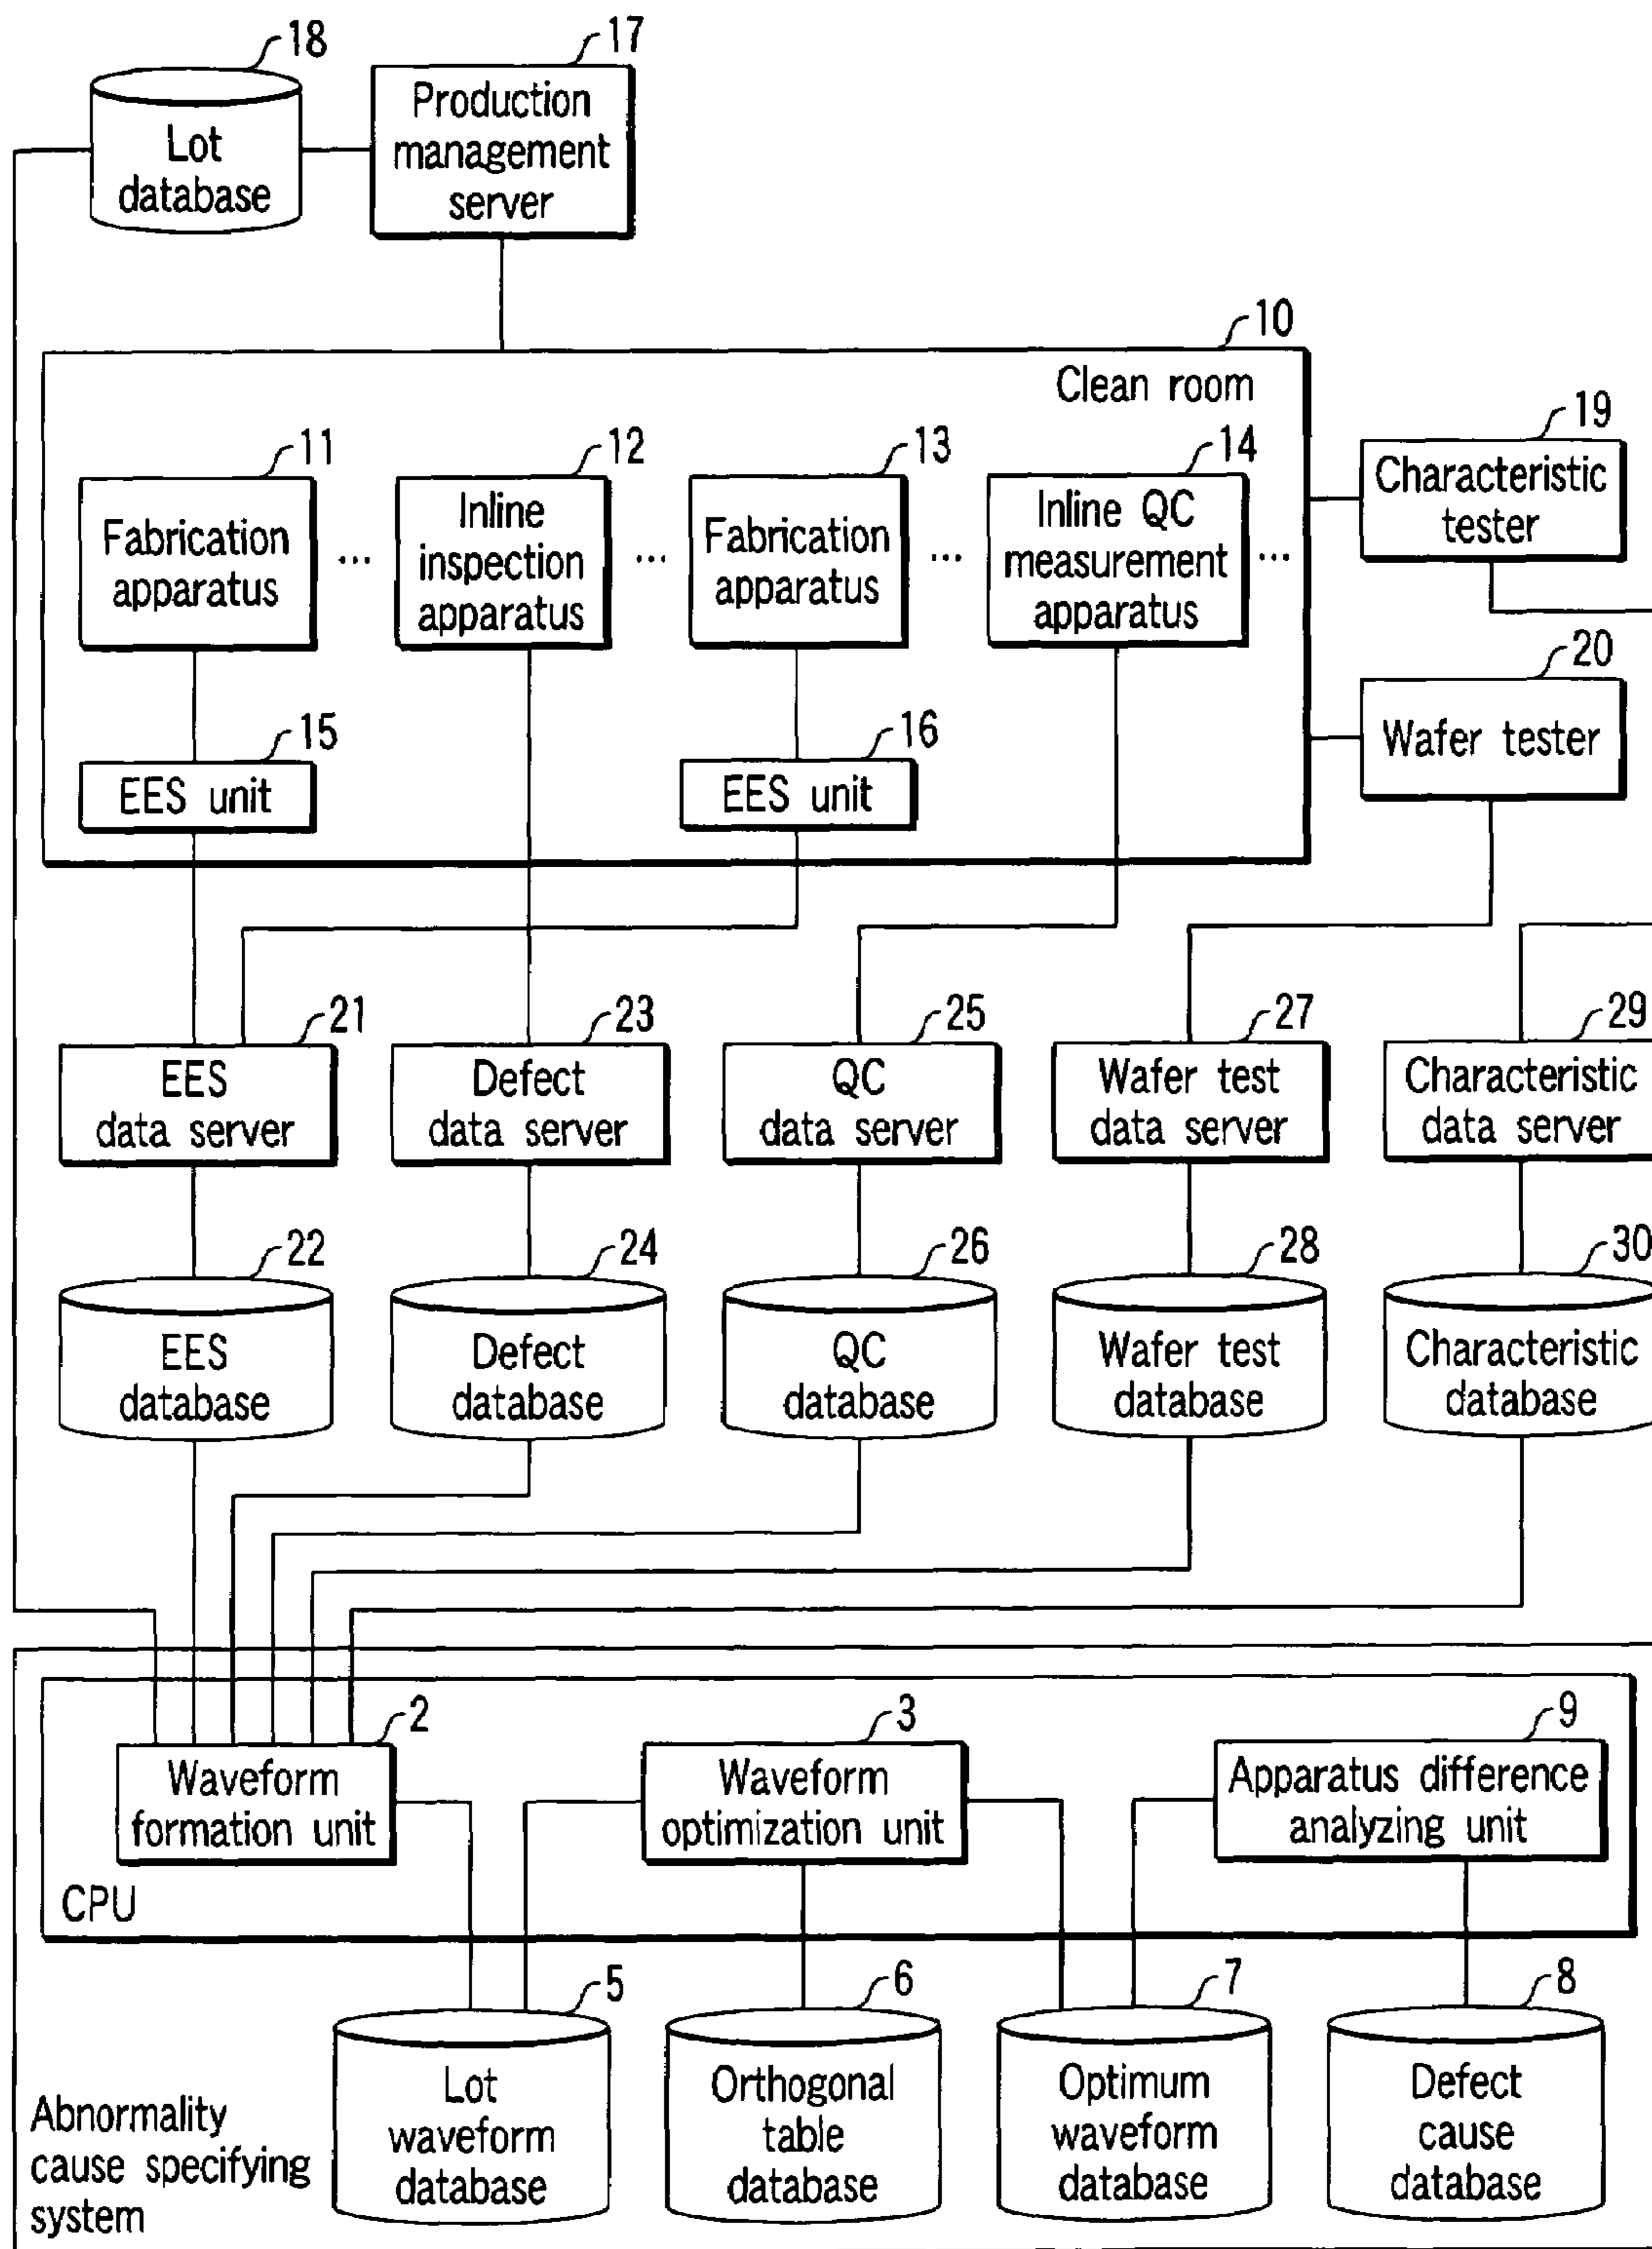 18
17
Lot
database
Production
management
server
10
Clean room
11
12
13
14
19
Fabrication
apparatus
...
Inline
inspection
apparatus
...
Fabrication
apparatus
...
Inline QC
measurement
apparatus
...
Characteristic
tester
15
16
20
EES unit
EES unit
Wafer tester
21
23
25
27
29
EES
data server
Defect
data server
QC
data server
Wafer test
data server
Characteristic
data server
22
24
26
28
30
EES
database
Defect
database
QC
database
Wafer test
database
Characteristic
database
2
3
9
Waveform
formation unit
Waveform
optimization unit
Apparatus difference
analyzing unit
CPU
5
6
7
8
Lot
waveform
database
Orthogonal
table
database
Optimum
waveform
database
Defect
cause
database
Abnormality
cause specifying
system